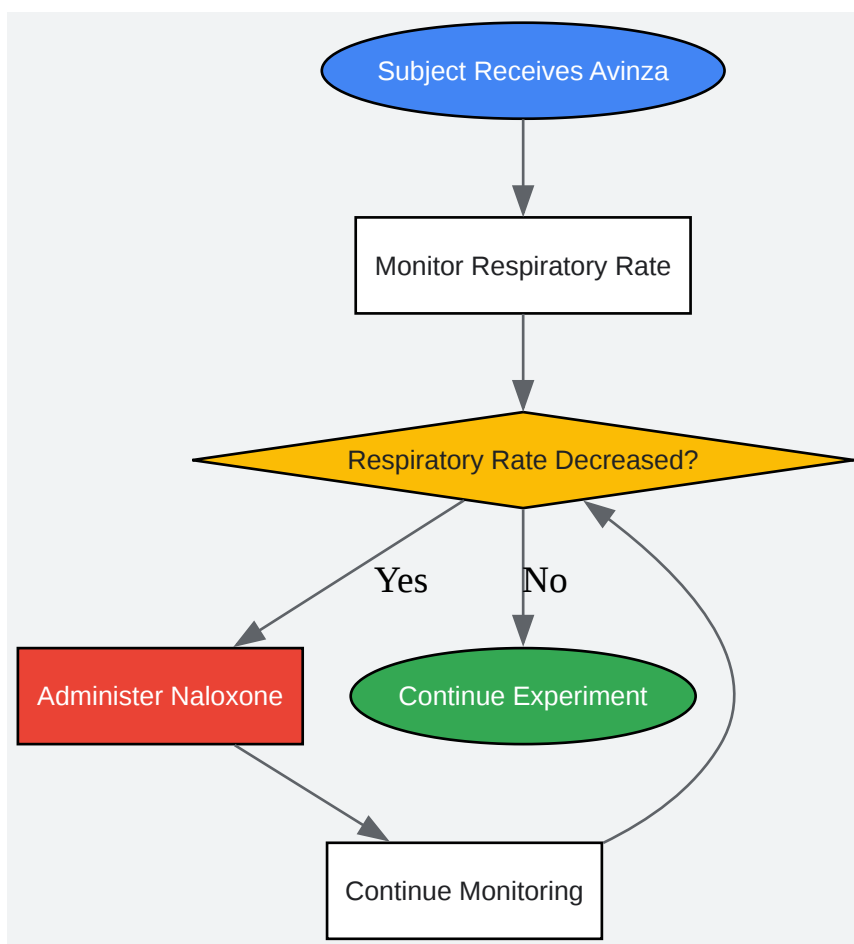 Subject Receives Avinza
Monitor Respiratory Rate
Respiratory Rate Decreased?
Yes
No
Administer Naloxone
Continue Experiment
Continue Monitoring